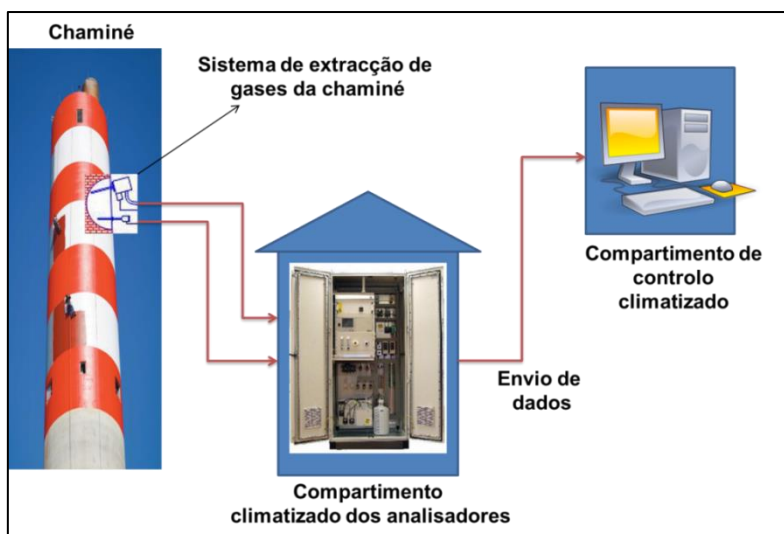 Chaminé
Sistema de extracção de
gases da chaminé
Compartimento de
controlo
climatizado
Envio de
dados
Compartimento
climatizado dos analisadores